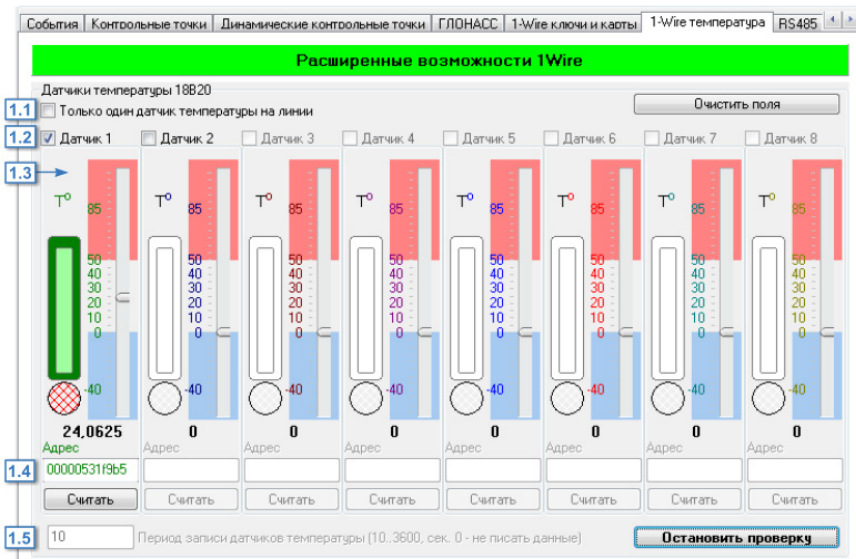 События Контрольные точки Динамические контрольные точки ГЛОНАСС 1-Wire ключи и карты 1-Wire температура RS485
Расширенные возможности 1Wire
Датчики температуры 18B20
1.1 Только один датчик температуры на линии Очистить поля
1.2 Датчик 1 Датчик 2 Датчик 3 Датчик 4 Датчик 5 Датчик 6 Датчик 7 Датчик 8
1.3
T° T° T° T° T° T° T° T°
85 85 85 85 85 85 85 85
50 50 50 50 50 50 50 50
40 40 40 40 40 40 40 40
30 30 30 30 30 30 30 30
20 20 20 20 20 20 20 20
10 10 10 10 10 10 10 10
0 0 0 0 0 0 0 0
-40 -40 -40 -40 -40 -40 -40 -40
24,0625 0 0 0 0 0 0 0
Адрес Адрес Адрес Адрес Адрес Адрес Адрес Адрес
1.4 00000531f9b5
Считать Считать Считать Считать Считать Считать Считать Считать
1.5 10 Период записи датчиков температуры (10..3600, сек. 0 - не писать данные) Остановить проверку